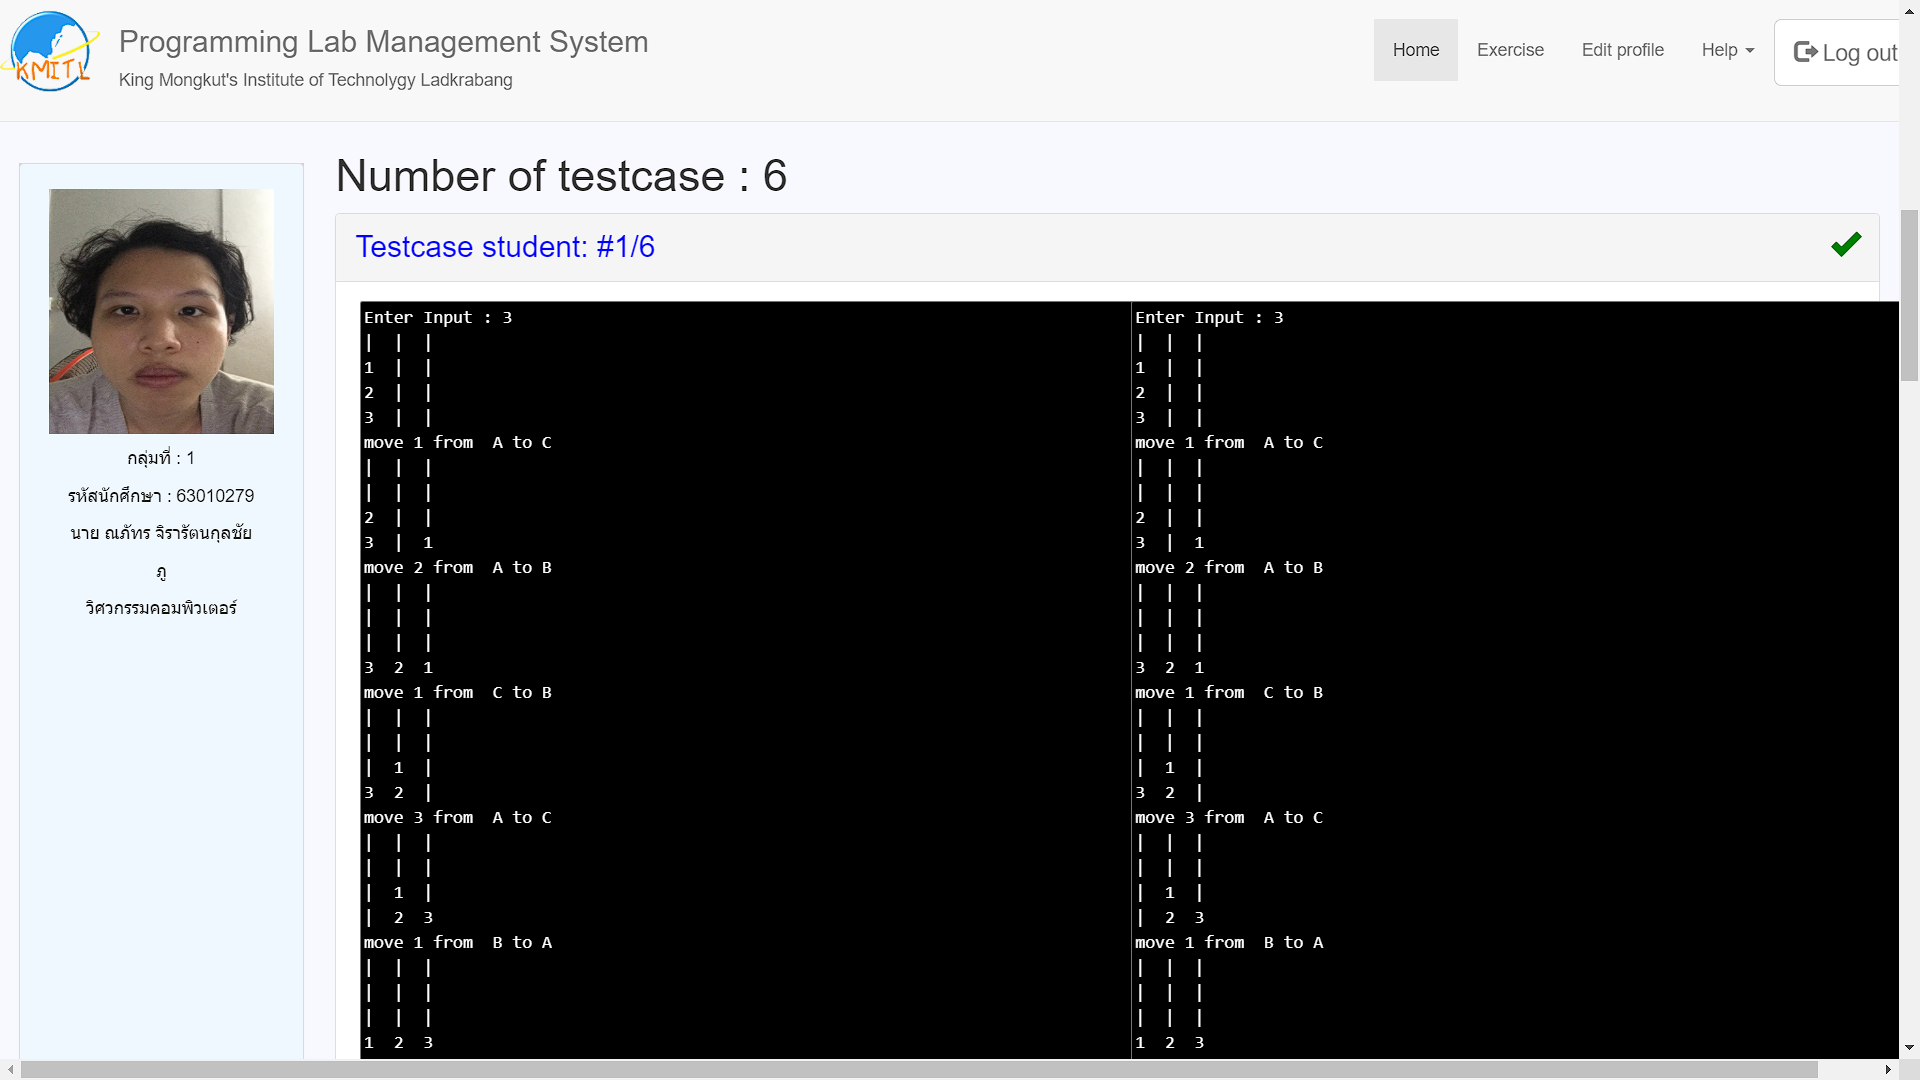 KMITL
Programming Lab Management System
King Mongkut's Institute of Technolygy Ladkrabang
Home
Exercise
Edit profile
Help
Log out
กลุ่มที่ : 1
รหัสนักศึกษา : 63010279
นาย ณภัทร จิรารัตนกุลชัย
ภู
วิศวกรรมคอมพิวเตอร์
Number of testcase : 6
Testcase student: #1/6
Enter Input : 3
|  |  |
1  |  |
2  |  |
3  |  |
move 1 from  A to C
|  |  |
|  |  |
2  |  |
3  |  1
move 2 from  A to B
|  |  |
|  |  |
|  |  |
3  2  1
move 1 from  C to B
|  |  |
|  |  |
|  1  |
3  2  |
move 3 from  A to C
|  |  |
|  |  |
|  1  |
|  2  3
move 1 from  B to A
|  |  |
|  |  |
|  |  |
1  2  3
Enter Input : 3
|  |  |
1  |  |
2  |  |
3  |  |
move 1 from  A to C
|  |  |
|  |  |
2  |  |
3  |  1
move 2 from  A to B
|  |  |
|  |  |
|  |  |
3  2  1
move 1 from  C to B
|  |  |
|  |  |
|  1  |
3  2  |
move 3 from  A to C
|  |  |
|  |  |
|  1  |
|  2  3
move 1 from  B to A
|  |  |
|  |  |
|  |  |
1  2  3